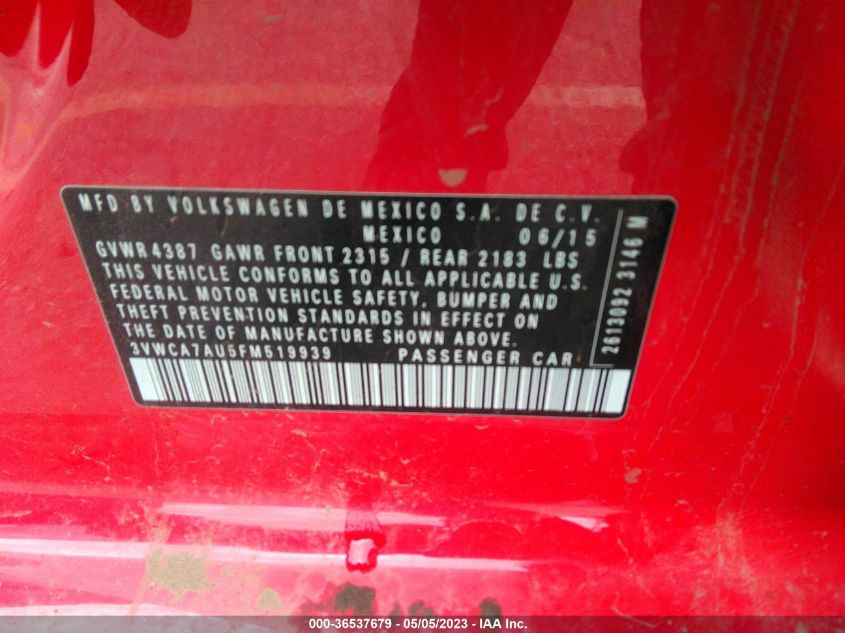 MFD BY VOLKSWAGEN DE MEXICO S.A. DE C.V.
MEXICO 06/15
GVWR 4387 GAWR FRONT 2315 / REAR 2183 LBS
THIS VEHICLE CONFORMS TO ALL APPLICABLE U.S.
FEDERAL MOTOR VEHICLE SAFETY, BUMPER AND
THEFT PREVENTION STANDARDS IN EFFECT ON
THE DATE OF MANUFACTURE SHOWN ABOVE.
3VWCA7AU5FM519939 PASSENGER CAR
2613092 3146 M
000-36537679 - 05/05/2023 - IAA Inc.